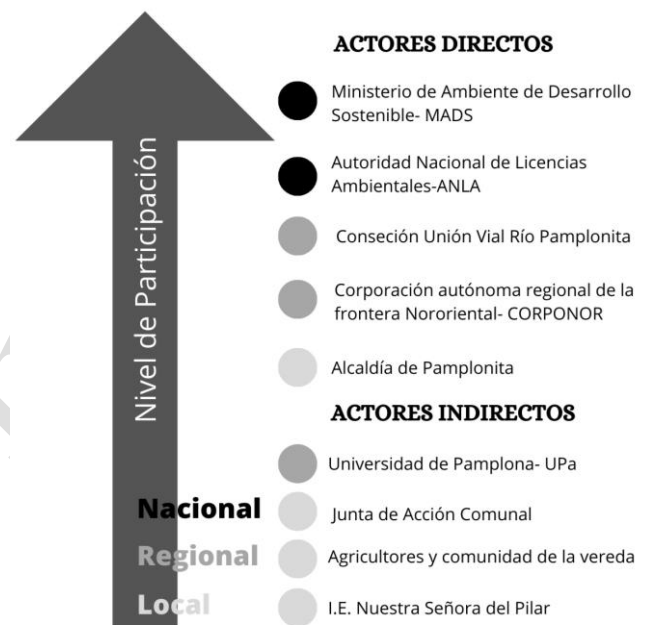 ACTORES DIRECTOS
Ministerio de Ambiente de Desarrollo
Sostenible- MADS
Autoridad Nacional de Licencias
Ambientales-ANLA
Conseción Unión Vial Río Pamplonita
Corporación autónoma regional de la
frontera Nororiental- CORPONOR
Alcaldía de Pamplonita
Nivel de Participación
ACTORES INDIRECTOS
Universidad de Pamplona- UPa
Nacional
Junta de Acción Comunal
Regional
Agricultores y comunidad de la vereda
Local
I.E. Nuestra Señora del Pilar